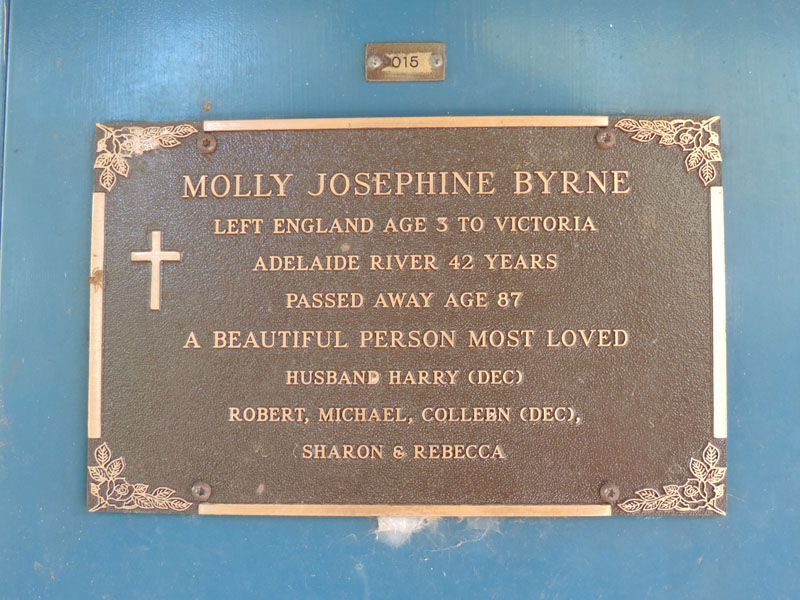 015
MOLLY JOSEPHINE BYRNE
LEFT ENGLAND AGE 3 TO VICTORIA
ADELAIDE RIVER 42 YEARS
PASSED AWAY AGE 87
A BEAUTIFUL PERSON MOST LOVED
HUSBAND HARRY (DEC)
ROBERT, MICHAEL, COLLEEN (DEC),
SHARON & REBECCA